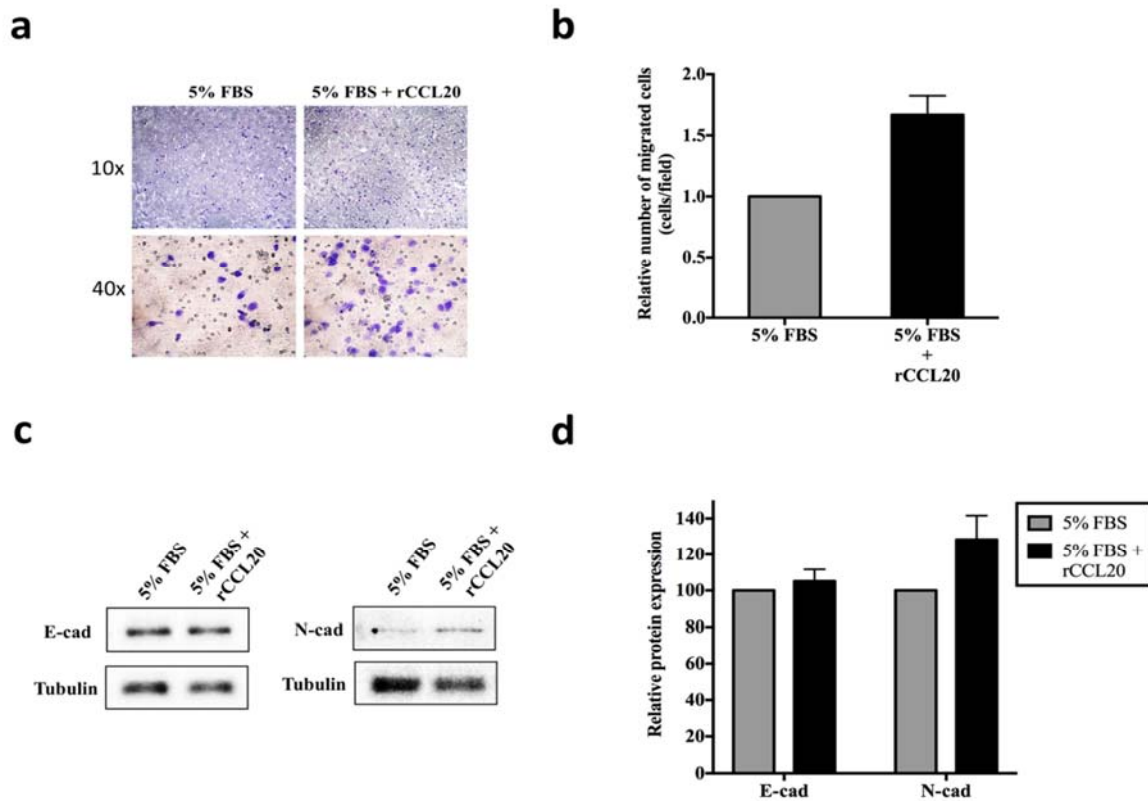 a
5% FBS
5% FBS + rCCL20
10x
40x
b
Relative number of migrated cells
(cells/field)
2.0
1.5
1.0
0.5
0.0
5% FBS
5% FBS
+
rCCL20
c
5% FBS
5% FBS +
rCCL20
E-cad
Tubulin
5% FBS
5% FBS +
rCCL20
N-cad
Tubulin
d
Relative protein expression
140
120
100
80
60
40
20
0
E-cad
N-cad
5% FBS
5% FBS +
rCCL20